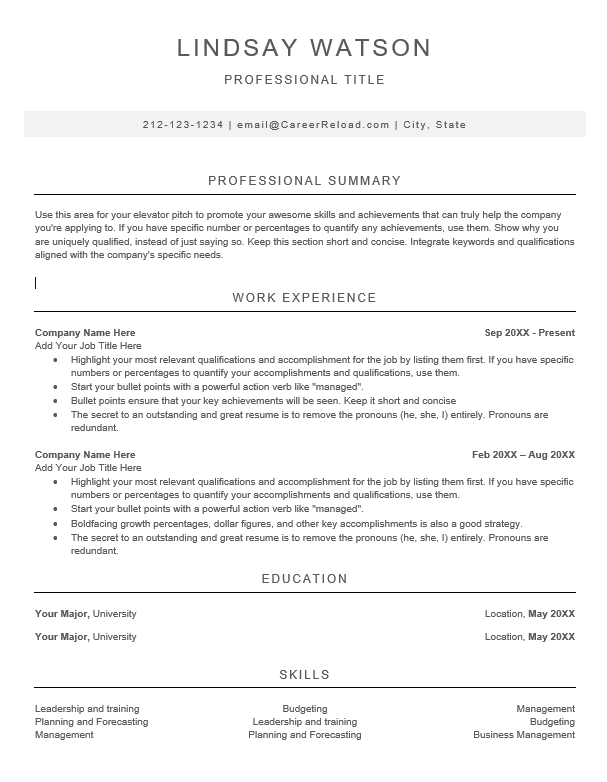 LINDSAY WATSON
PROFESSIONAL TITLE
212-123-1234 | email@CareerReload.com | City, State
PROFESSIONAL SUMMARY
Use this area for your elevator pitch to promote your awesome skills and achievements that can truly help the company
you're applying to. If you have specific number or percentages to quantify any achievements, use them. Show why you
are uniquely qualified, instead of just saying so. Keep this section short and concise. Integrate keywords and qualifications
aligned with the company's specific needs.
WORK EXPERIENCE
Company Name Here Sep 20XX - Present
Add Your Job Title Here
• Highlight your most relevant qualifications and accomplishment for the job by listing them first. If you have specific
numbers or percentages to quantify your accomplishments and qualifications, use them.
• Start your bullet points with a powerful action verb like "managed".
• Bullet points ensure that your key achievements will be seen. Keep it short and concise
• The secret to an outstanding and great resume is to remove the pronouns (he, she, I) entirely. Pronouns are
redundant.
Company Name Here Feb 20XX – Aug 20XX
Add Your Job Title Here
• Highlight your most relevant qualifications and accomplishment for the job by listing them first. If you have specific
numbers or percentages to quantify your accomplishments and qualifications, use them.
• Start your bullet points with a powerful action verb like "managed".
• Boldfacing growth percentages, dollar figures, and other key accomplishments is also a good strategy.
• The secret to an outstanding and great resume is to remove the pronouns (he, she, I) entirely. Pronouns are
redundant.
EDUCATION
Your Major, University Location, May 20XX
Your Major, University Location, May 20XX
SKILLS
Leadership and training Budgeting Management
Planning and Forecasting Leadership and training Budgeting
Management Planning and Forecasting Business Management